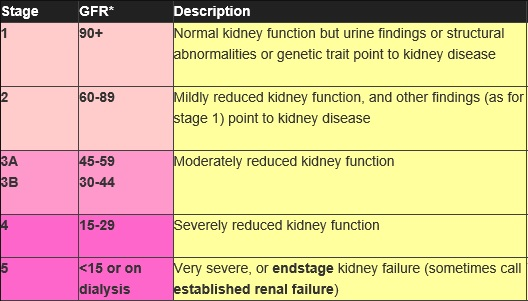 Stage GFR* Description
1 90+ Normal kidney function but urine findings or structural
abnormalities or genetic trait point to kidney disease
2 60-89 Mildly reduced kidney function, and other findings (as for
stage 1) point to kidney disease
3A 45-59 Moderately reduced kidney function
3B 30-44
4 15-29 Severely reduced kidney function
5 <15 or on Very severe, or endstage kidney failure (sometimes call
dialysis established renal failure)